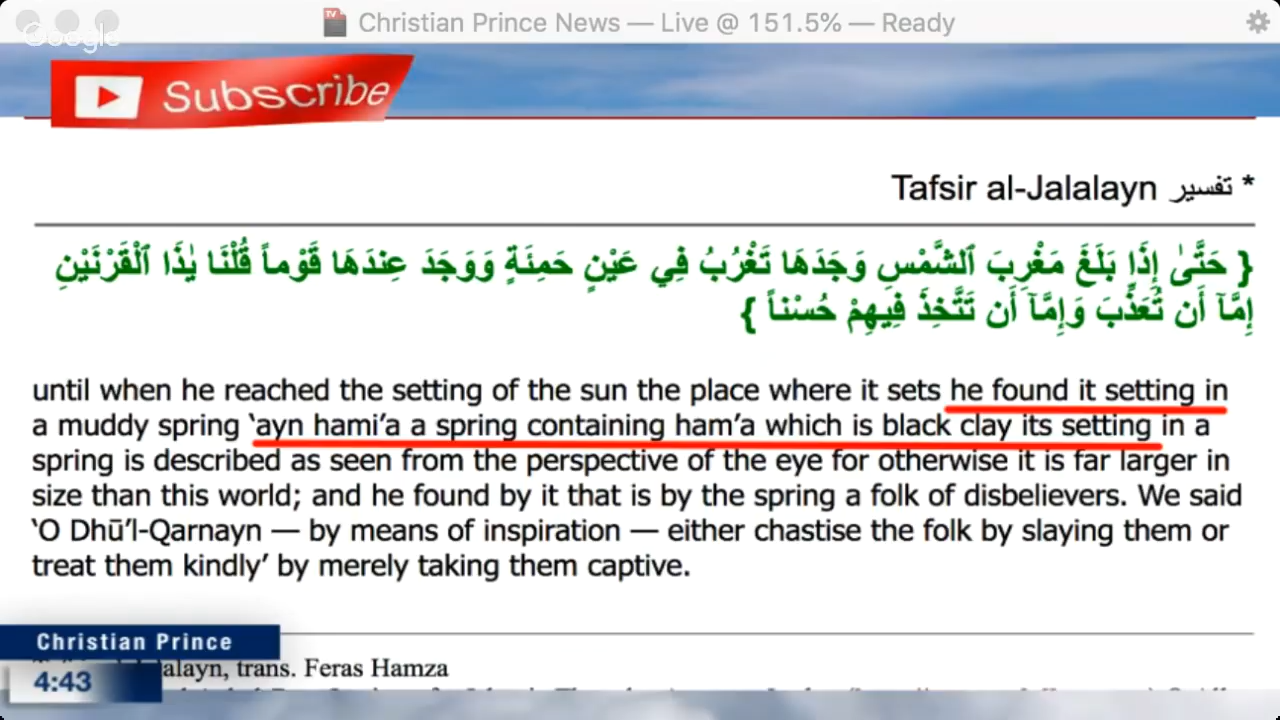 Christian Prince News — Live @ 151.5% — Ready
Google
Subscribe
Tafsir al-Jalalayn تفسير *
{ حَتَّىٰ إِذَا بَلَغَ مَغْرِبَ ٱلشَّمْسِ وَجَدَهَا تَغْرُبُ فِي عَيْنٍ حَمِئَةٍ وَوَجَدَ عِندَهَا قَوْماً قُلْنَا يٰذَا ٱلْقَرْنَيْنِ
إِمَّآ أَن تُعَذِّبَ وَإِمَّآ أَن تَتَّخِذَ فِيهِمْ حُسْناً }
until when he reached the setting of the sun the place where it sets he found it setting in
a muddy spring ‘ayn hami’a a spring containing ham’a which is black clay its setting in a
spring is described as seen from the perspective of the eye for otherwise it is far larger in
size than this world; and he found by it that is by the spring a folk of disbelievers. We said
‘O Dhū’l-Qarnayn — by means of inspiration — either chastise the folk by slaying them or
treat them kindly’ by merely taking them captive.
Christian Prince
alalayn, trans. Feras Hamza
4:43